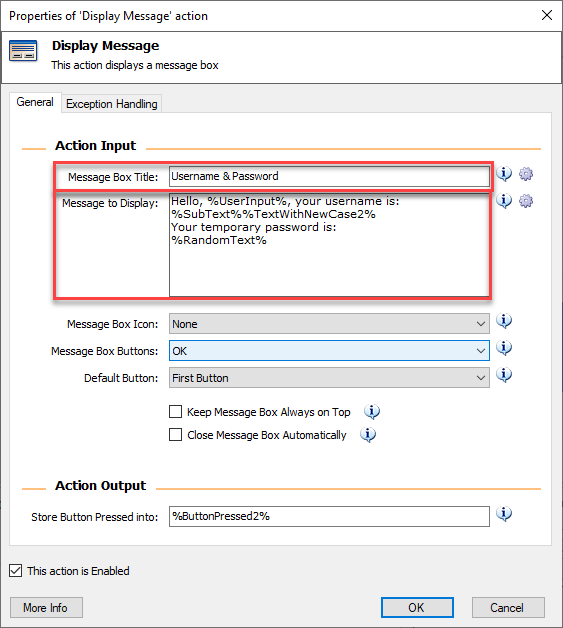 Properties of 'Display Message' action
Display Message
This action displays a message box
General
Exception Handling
Action Input
Message Box Title:
Username & Password
Message to Display:
Hello, %UserInput%, your username is:
%SubText%%TextWithNewCase2%
Your temporary password is:
%RandomText%
Message Box Icon:
None
Message Box Buttons:
OK
Default Button:
First Button
Keep Message Box Always on Top
Close Message Box Automatically
Action Output
Store Button Pressed into:
%ButtonPressed2%
This action is Enabled
More Info
OK
Cancel